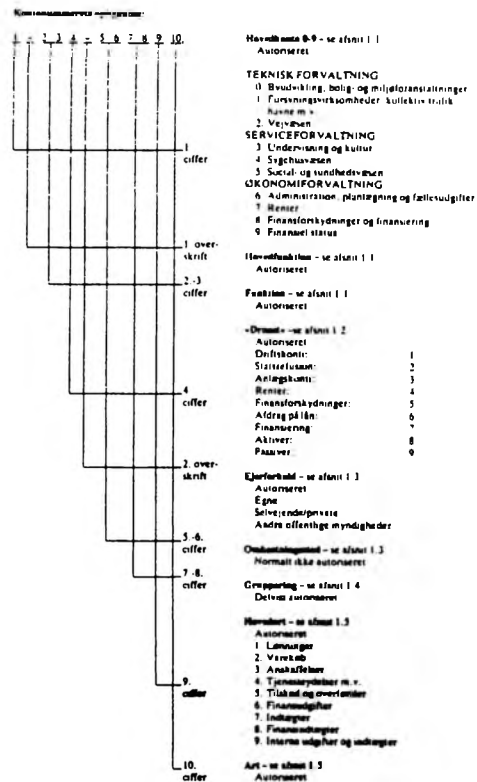 1 - 2 3 4 - 5 6 7 8 9 10
Hovedkonto 0-9 - se afsnit 1.1
Autoriseret
TEKNISK FORVALTNING
0. Byudvikling, bolig- og miljøforanstaltninger
1. Forsyningsvirksomheder, kollektiv trafik
havne m.v.
2. Vejvæsen
SERVICEFORVALTNING
3. Undervisning og kultur
4. Sygehusvæsen
5. Social- og sundhedsvæsen
ØKONOMIFORVALTNING
6. Administration, planlægning og fællesudgifter
7. Renter
8. Finansforskydninger og finansiering
9. Finansiel status
1.
ciffer
1. over-
skrift
Hovedfunktion - se afsnit 1.1
Autoriseret
2.-3.
ciffer
Funktion - se afsnit 1.1
»Dranst« - se afsnit 1.2
Autoriseret
Driftskonti: 1
Statsrefusion: 2
Anlægskonti: 3
Renter: 4
Finansforskydninger: 5
Afdrag på lån: 6
Finansiering: 7
Aktiver: 8
Passiver: 9
4.
ciffer
2. over-
skrift
Ejerforhold - se afsnit 1.3
Autoriseret
Egne
Selvejende/private
Andre offentlige myndigheder
5.-6.
ciffer
Omkostningssted - se afsnit 1.3
Normalt ikke autoriseret
7.-8.
ciffer
Gruppering - se afsnit 1.4
Delvist autoriseret
Hovedart - se afsnit 1.5
Autoriseret
1. Lønninger
2. Varekøb
3. Anskaffelser
4. Tjenesteydelser m.v.
5. Tilskud og overførsler
6. Finansudgifter
7. Indtægter
8. Finansindtægter
9. Interne udgifter og indtægter
9.
ciffer
10.
ciffer
Art - se afsnit 1.5
Autoriseret